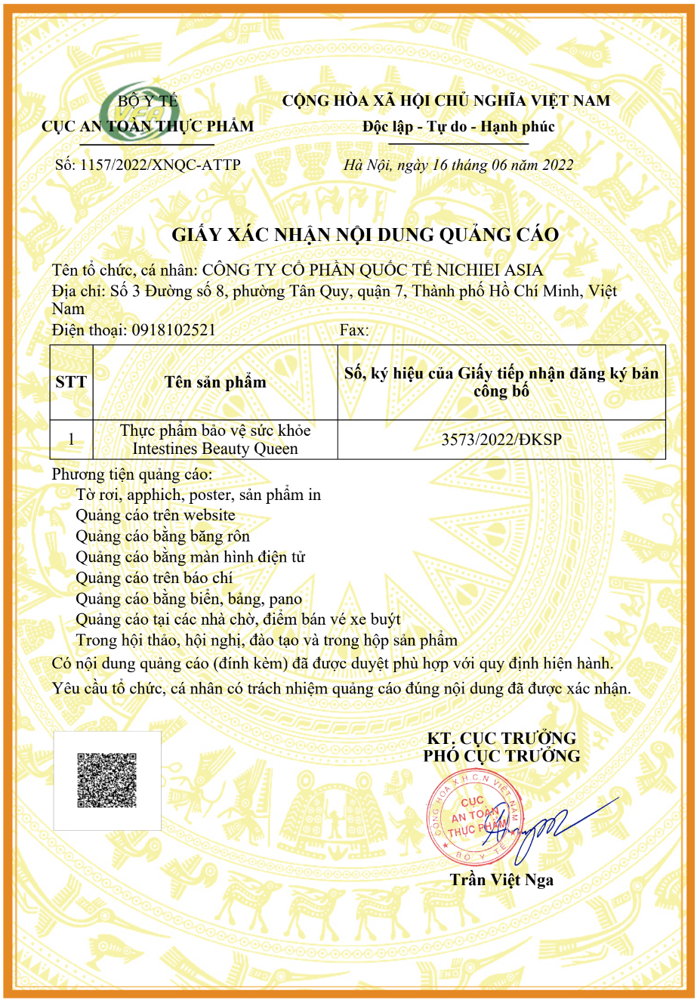 BỘ Y TẾ
CỤC AN TOÀN THỰC PHẨM
Số: 1157/2022/XNQC-ATTP
CỘNG HÒA XÃ HỘI CHỦ NGHĨA VIỆT NAM
Độc lập - Tự do - Hạnh phúc
Hà Nội, ngày 16 tháng 06 năm 2022
VFA
GIẤY XÁC NHẬN NỘI DUNG QUẢNG CÁO
Tên tổ chức, cá nhân: CÔNG TY CỔ PHẦN QUỐC TẾ NICHIEI ASIA
Địa chỉ: Số 3 Đường số 8, phường Tân Quy, quận 7, Thành phố Hồ Chí Minh, Việt
Nam
Điện thoại: 0918102521 Fax:
STT
Tên sản phẩm
Số, ký hiệu của Giấy tiếp nhận đăng ký bản
công bố
1
Thực phẩm bảo vệ sức khỏe
Intestines Beauty Queen
3573/2022/ĐKSP
Phương tiện quảng cáo:
Tờ rơi, apphich, poster, sản phẩm in
Quảng cáo trên website
Quảng cáo bằng băng rôn
Quảng cáo bằng màn hình điện tử
Quảng cáo trên báo chí
Quảng cáo bằng biển, bảng, pano
Quảng cáo tại các nhà chờ, điểm bán vé xe buýt
Trong hội thảo, hội nghị, đào tạo và trong hộp sản phẩm
Có nội dung quảng cáo (đính kèm) đã được duyệt phù hợp với quy định hiện hành.
Yêu cầu tổ chức, cá nhân có trách nhiệm quảng cáo đúng nội dung đã được xác nhận.
KT. CỤC TRƯỞNG
PHÓ CỤC TRƯỞNG
CỘNG HÒA X.H.C.N VIỆT NAM
CỤC
AN TOÀN
THỰC PHẨM
BỘ Y TẾ
Trần Việt Nga